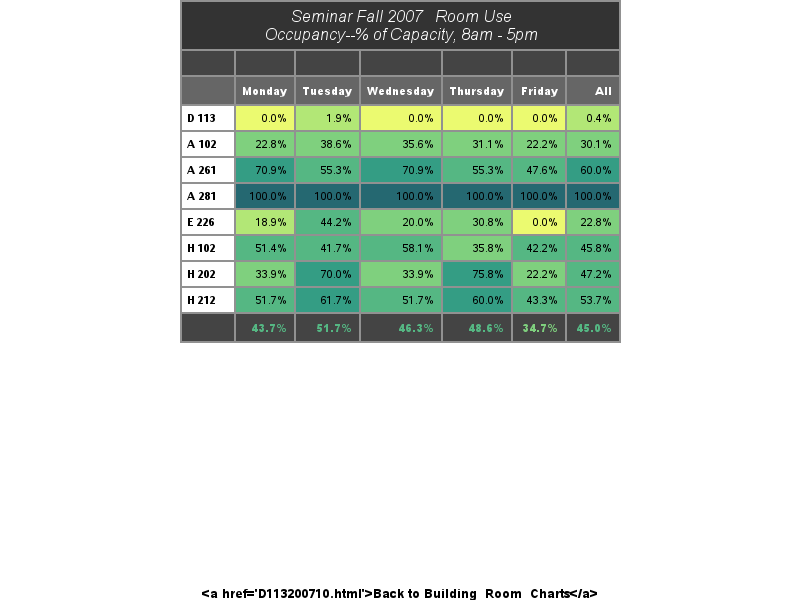 Seminar Fall 2007 Room Use
Occupancy--% of Capacity, 8am - 5pm
Monday Tuesday Wednesday Thursday Friday All
D 113 0.0% 1.9% 0.0% 0.0% 0.0% 0.4%
A 102 22.8% 38.6% 35.6% 31.1% 22.2% 30.1%
A 261 70.9% 55.3% 70.9% 55.3% 47.6% 60.0%
A 281 100.0% 100.0% 100.0% 100.0% 100.0% 100.0%
E 226 18.9% 44.2% 20.0% 30.8% 0.0% 22.8%
H 102 51.4% 41.7% 58.1% 35.8% 42.2% 45.8%
H 202 33.9% 70.0% 33.9% 75.8% 22.2% 47.2%
H 212 51.7% 61.7% 51.7% 60.0% 43.3% 53.7%
43.7% 51.7% 46.3% 48.6% 34.7% 45.0%
<a href='D113200710.html'>Back to Building Room Charts</a>